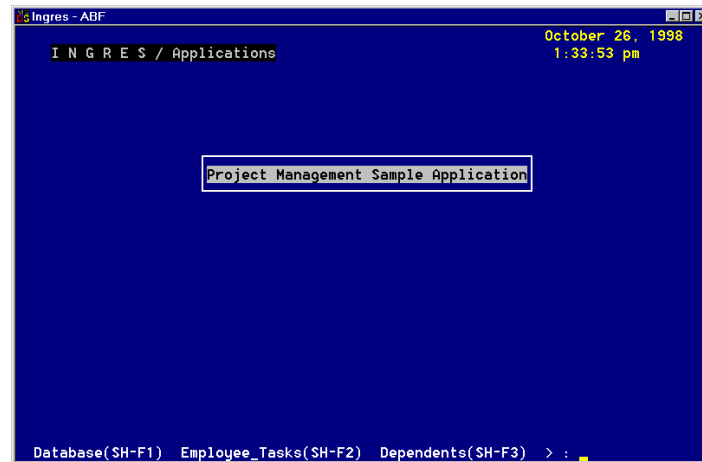 Ingres - ABF
October 26, 1998
I N G R E S / Applications
1:33:53 pm
Project Management Sample Application
Database(SH-F1) Employee_Tasks(SH-F2) Dependents(SH-F3) > : _